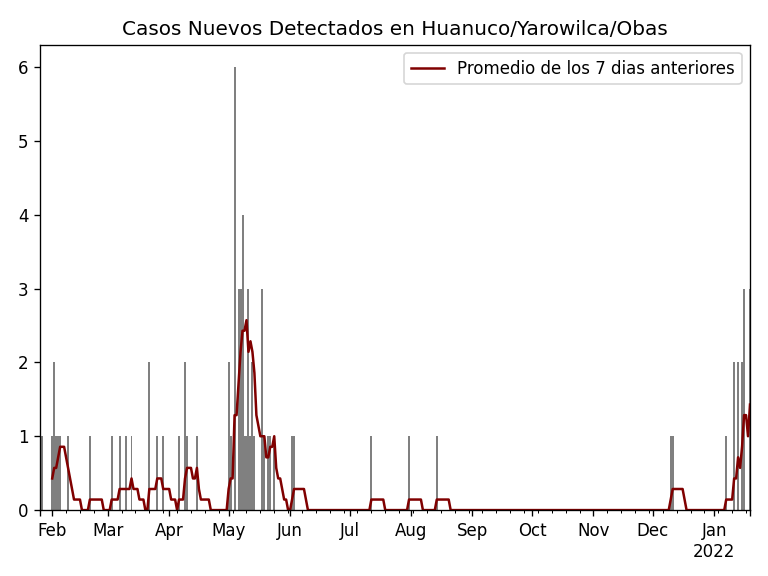 Casos Nuevos Detectados en Huanuco/Yarowilca/Obas
Promedio de los 7 dias anteriores
6
5
4
3
2
1
0
Feb Mar Apr May Jun Jul Aug Sep Oct Nov Dec Jan
2022